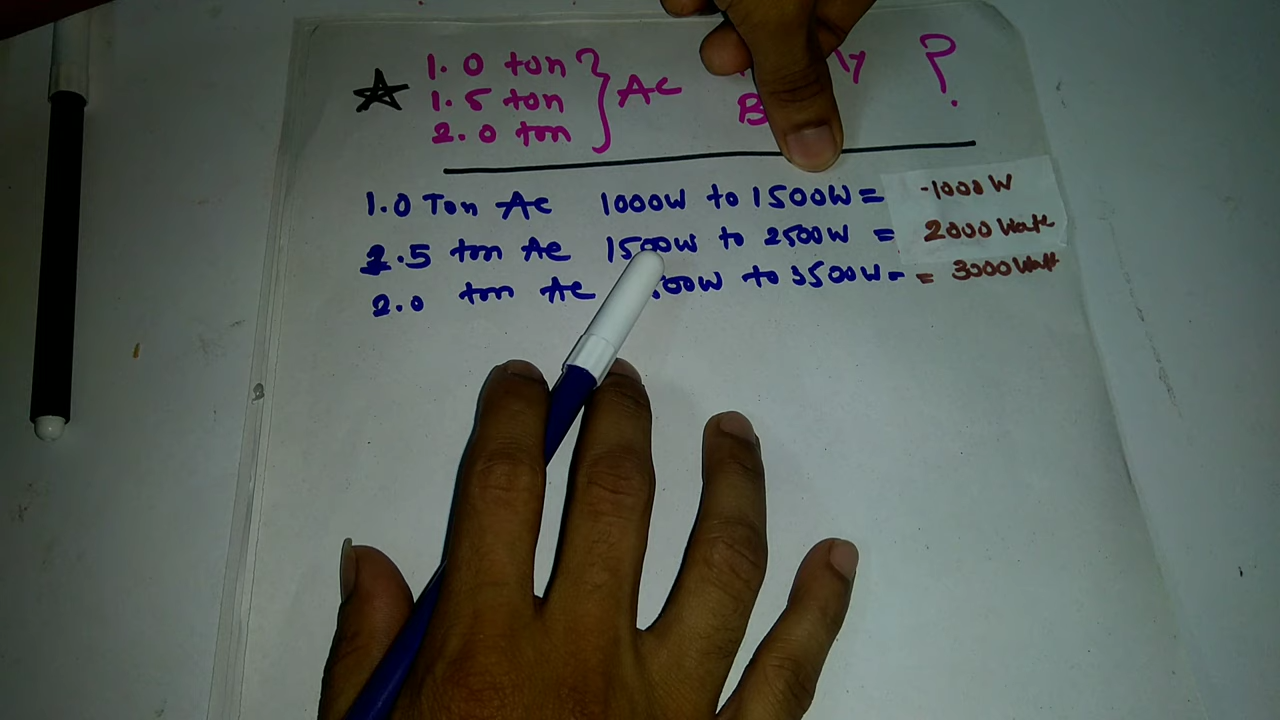 1.0 ton
1.5 ton } AC ?
2.0 ton
1.0 Ton Ac 1000W to 1500W = -1000 W
2.5 ton Ac 1500W to 2500W = 2000 Watt
2.0 ton Ac 500W to 3500W- = 3000 Watt